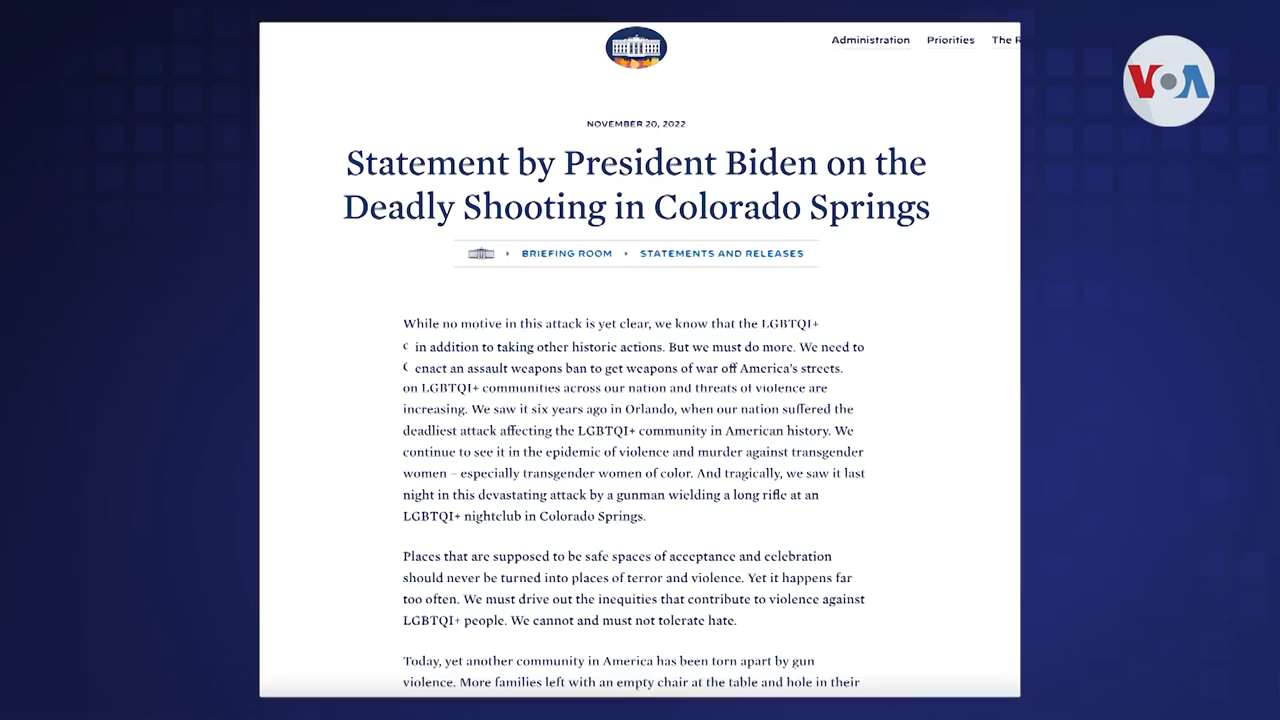 Administration Priorities The R
VOA
NOVEMBER 20, 2022
Statement by President Biden on the
Deadly Shooting in Colorado Springs
BRIEFING ROOM STATEMENTS AND RELEASES
While no motive in this attack is yet clear, we know that the LGBTQI+
in addition to taking other historic actions. But we must do more. We need to
enact an assault weapons ban to get weapons of war off America's streets.
on LGBTQI+ communities across our nation and threats of violence are
increasing. We saw it six years ago in Orlando, when our nation suffered the
deadliest attack affecting the LGBTQI+ community in American history. We
continue to see it in the epidemic of violence and murder against transgender
women – especially transgender women of color. And tragically, we saw it last
night in this devastating attack by a gunman wielding a long rifle at an
LGBTQI+ nightclub in Colorado Springs.
Places that are supposed to be safe spaces of acceptance and celebration
should never be turned into places of terror and violence. Yet it happens far
too often. We must drive out the inequities that contribute to violence against
LGBTQI+ people. We cannot and must not tolerate hate.
Today, yet another community in America has been torn apart by gun
violence. More families left with an empty chair at the table and hole in their